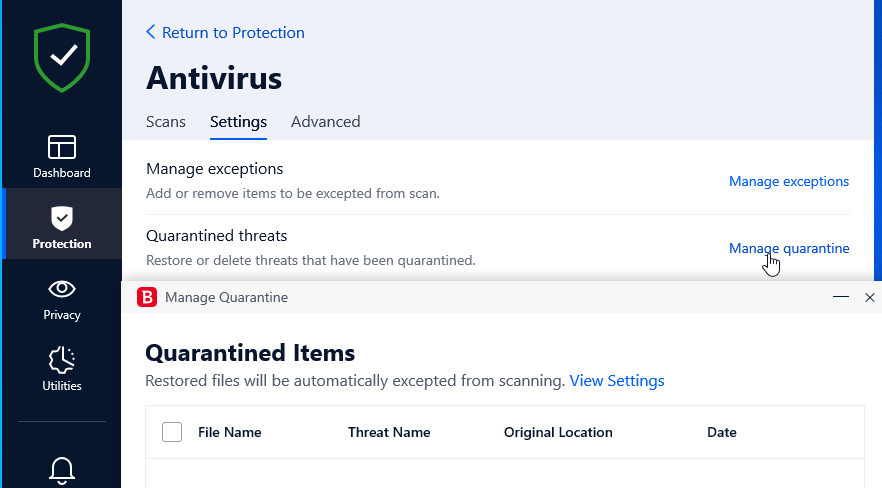 Return to Protection
Antivirus
Scans Settings Advanced
Dashboard
Protection
Privacy
Utilities
Manage exceptions
Add or remove items to be excepted from scan.
Manage exceptions
Quarantined threats
Restore or delete threats that have been quarantined.
Manage quarantine
B Manage Quarantine
Quarantined Items
Restored files will be automatically excepted from scanning. View Settings
File Name Threat Name Original Location Date